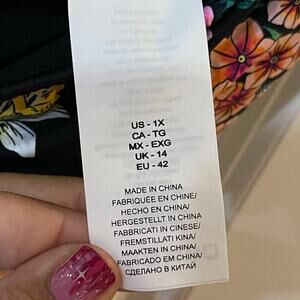 US - 1X
CA - TG
MX - EXG
UK - 14
EU - 42
MADE IN CHINA
FABRIQUÉE EN CHINE/
HECHO EN CHINA/
HERGESTELLT IN CHINA/
FABBRICATI IN CINESE/
FREMSTILLATI KINA/
MAAKTEN IN CHINA/
FABRICADO EM CHINA/
СДЕЛАНО В КИТАЙ